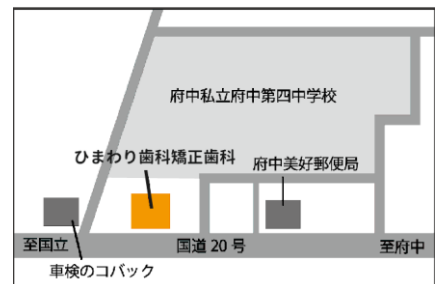 府中私立府中第四中学校
ひまわり歯科矯正歯科
府中美好郵便局
至国立
国道20号
至府中
車検のコバック